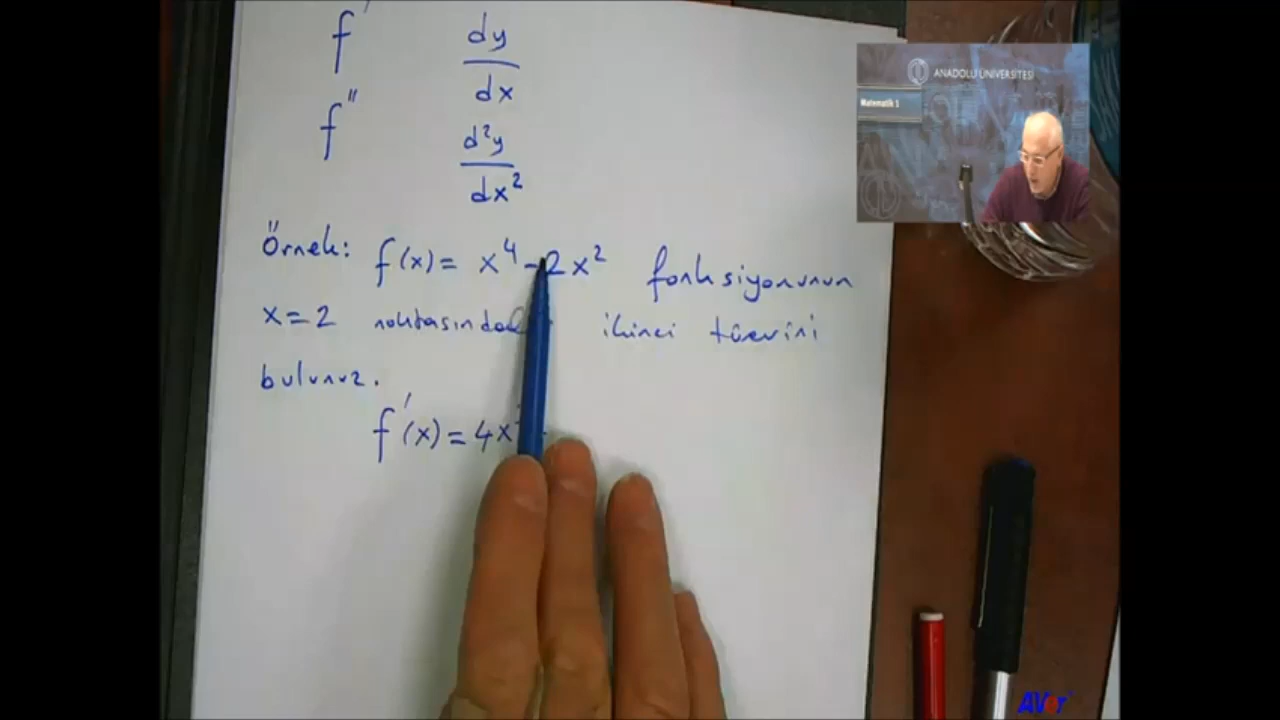 f' dy
dx
f'' d²y
dx²
ANADOLU ÜNİVERSİTESİ
Matematik 1
Örnek: f(x) = x⁴ - 2x² fonksiyonunun
x=2 ikinci türevini
bulunuz.
f'(x) = 4x
AVer